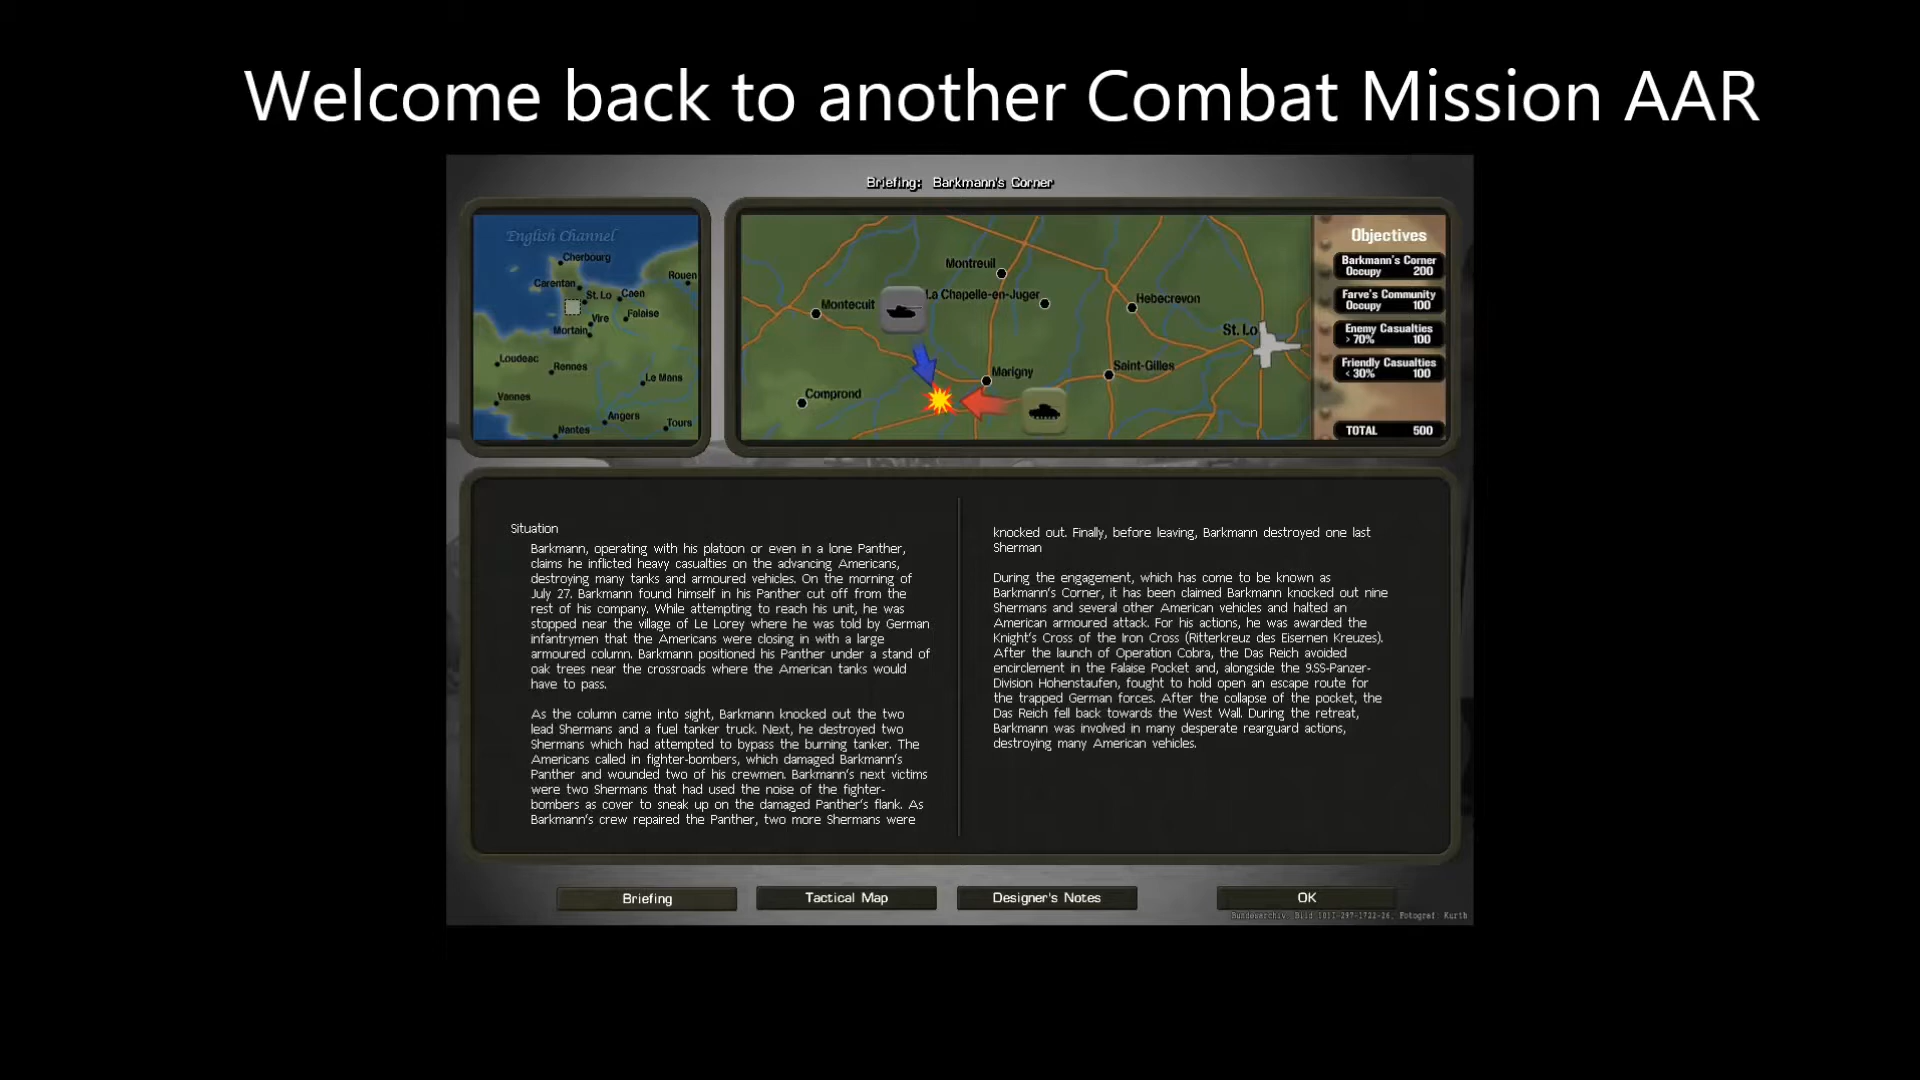 Welcome back to another Combat Mission AAR
Briefing: Barkmann's Corner
English Channel
Cherbourg
Carentan
Rouen
St. Lo
Caen
Vire
Falaise
Mortain
Loudeac
Rennes
Le Mans
Vannes
Angers
Nantes
Tours
Montreuil
La Chapelle-en-Juger
Montecuit
Hebecrevon
St. Lo
Marigny
Saint-Gilles
Comprond
Objectives
Barkmann's Corner
Occupy 200
Farve's Community
Occupy 100
Enemy Casualties
> 70% 100
Friendly Casualties
< 30% 100
TOTAL 500
Situation
Barkmann, operating with his platoon or even in a lone Panther,
claims he inflicted heavy casualties on the advancing Americans,
destroying many tanks and armoured vehicles. On the morning of
July 27. Barkmann found himself in his Panther cut off from the
rest of his company. While attempting to reach his unit, he was
stopped near the village of Le Lorey where he was told by German
infantrymen that the Americans were closing in with a large
armoured column. Barkmann positioned his Panther under a stand of
oak trees near the crossroads where the American tanks would
have to pass.
As the column came into sight, Barkmann knocked out the two
lead Shermans and a fuel tanker truck. Next, he destroyed two
Shermans which had attempted to bypass the burning tanker. The
Americans called in fighter-bombers, which damaged Barkmann's
Panther and wounded two of his crewmen. Barkmann's next victims
were two Shermans that had used the noise of the fighter-
bombers as cover to sneak up on the damaged Panther's flank. As
Barkmann's crew repaired the Panther, two more Shermans were
knocked out. Finally, before leaving, Barkmann destroyed one last
Sherman
During the engagement, which has come to be known as
Barkmann's Corner, it has been claimed Barkmann knocked out nine
Shermans and several other American vehicles and halted an
American armoured attack. For his actions, he was awarded the
Knight's Cross of the Iron Cross (Ritterkreuz des Eisernen Kreuzes).
After the launch of Operation Cobra, the Das Reich avoided
encirclement in the Falaise Pocket and, alongside the 9.SS-Panzer-
Division Hohenstaufen, fought to hold open an escape route for
the trapped German forces. After the collapse of the pocket, the
Das Reich fell back towards the West Wall. During the retreat,
Barkmann was involved in many desperate rearguard actions,
destroying many American vehicles.
Briefing
Tactical Map
Designer's Notes
OK
Bundesarchiv, Bild 101I-297-1722-26, Fotograf: Kurth